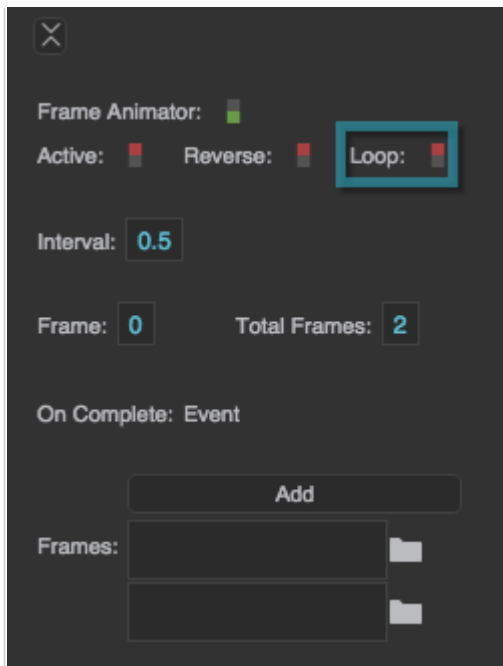 Frame Animator:
Active: Reverse: Loop:
Interval: 0.5
Frame: 0 Total Frames: 2
On Complete: Event
Add
Frames: